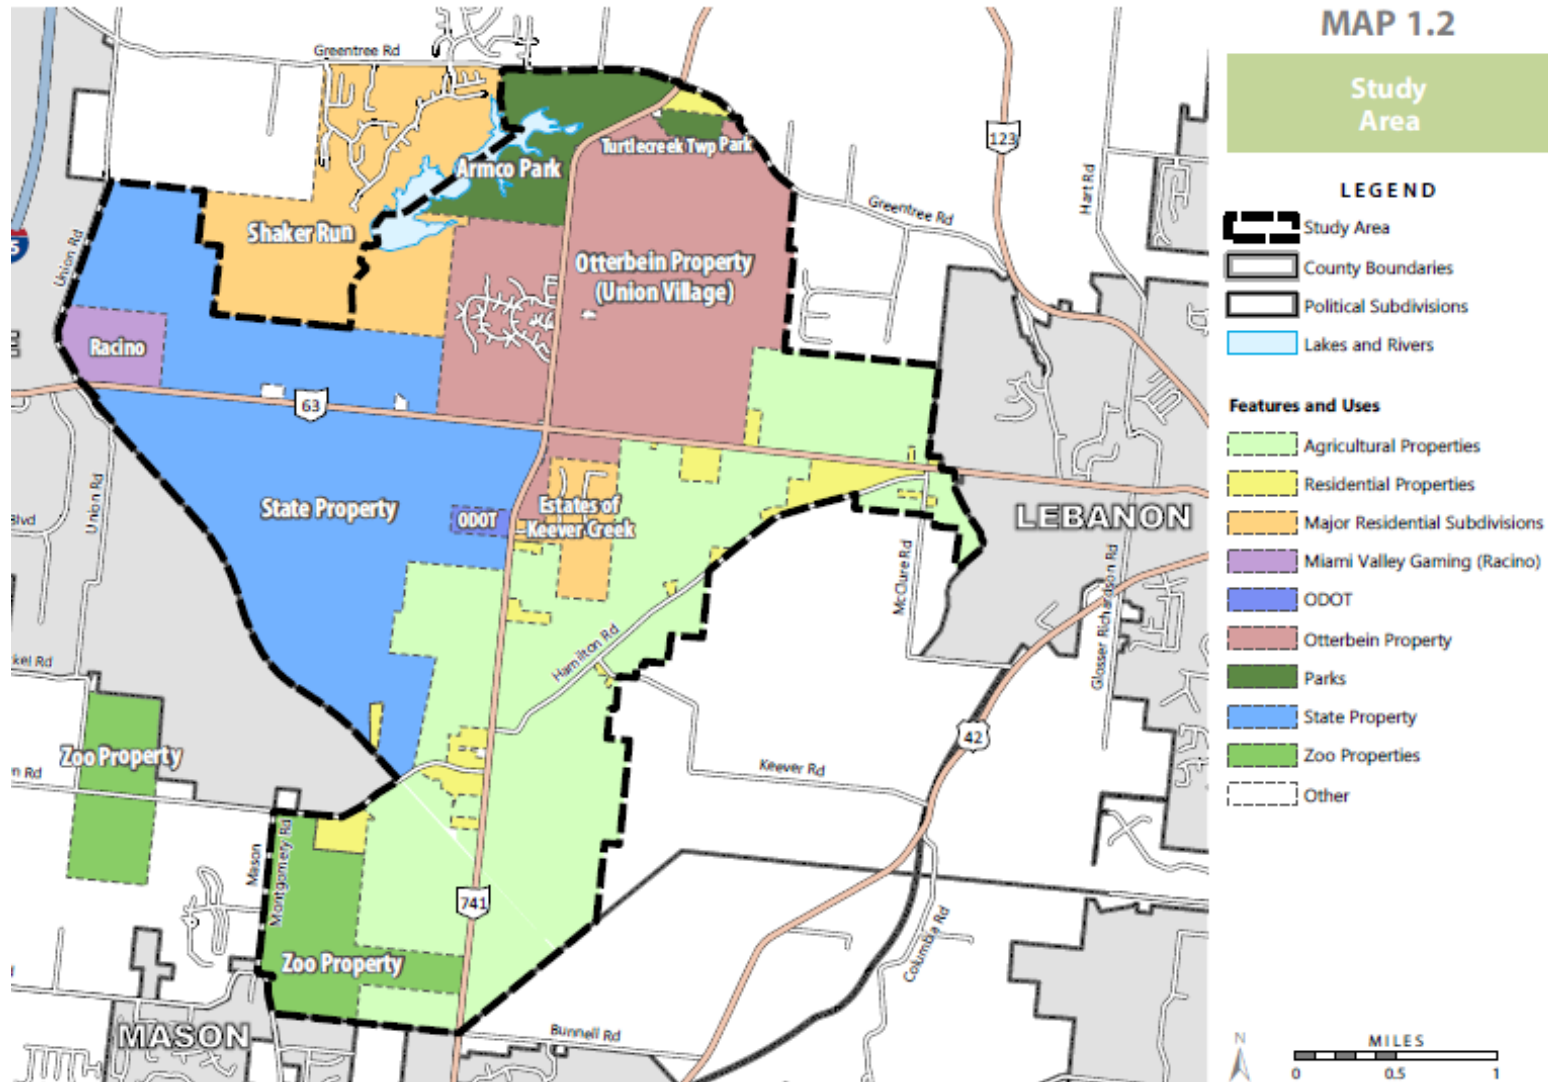 MAP 1.2
Study
Area
LEGEND
Study Area
County Boundaries
Political Subdivisions
Lakes and Rivers
Features and Uses
Agricultural Properties
Residential Properties
Major Residential Subdivisions
Miami Valley Gaming (Racino)
ODOT
Otterbein Property
Parks
State Property
Zoo Properties
Other
N
MILES
0 0.5 1
Greentree Rd
123
Hart Rd
Turtlecreek Twp Park
Armco Park
Greentree Rd
Shaker Run
Union Rd
5
Otterbein Property
(Union Village)
Racino
63
State Property
ODOT
Estates of
Keever Creek
LEBANON
Blvd
Union Rd
McClure Rd
Glosser Richardson Rd
Hamilton Rd
kel Rd
42
Zoo Property
Keever Rd
n Rd
Mason
Montgomery Rd
741
Columbia Rd
Zoo Property
MASON
Bunnell Rd